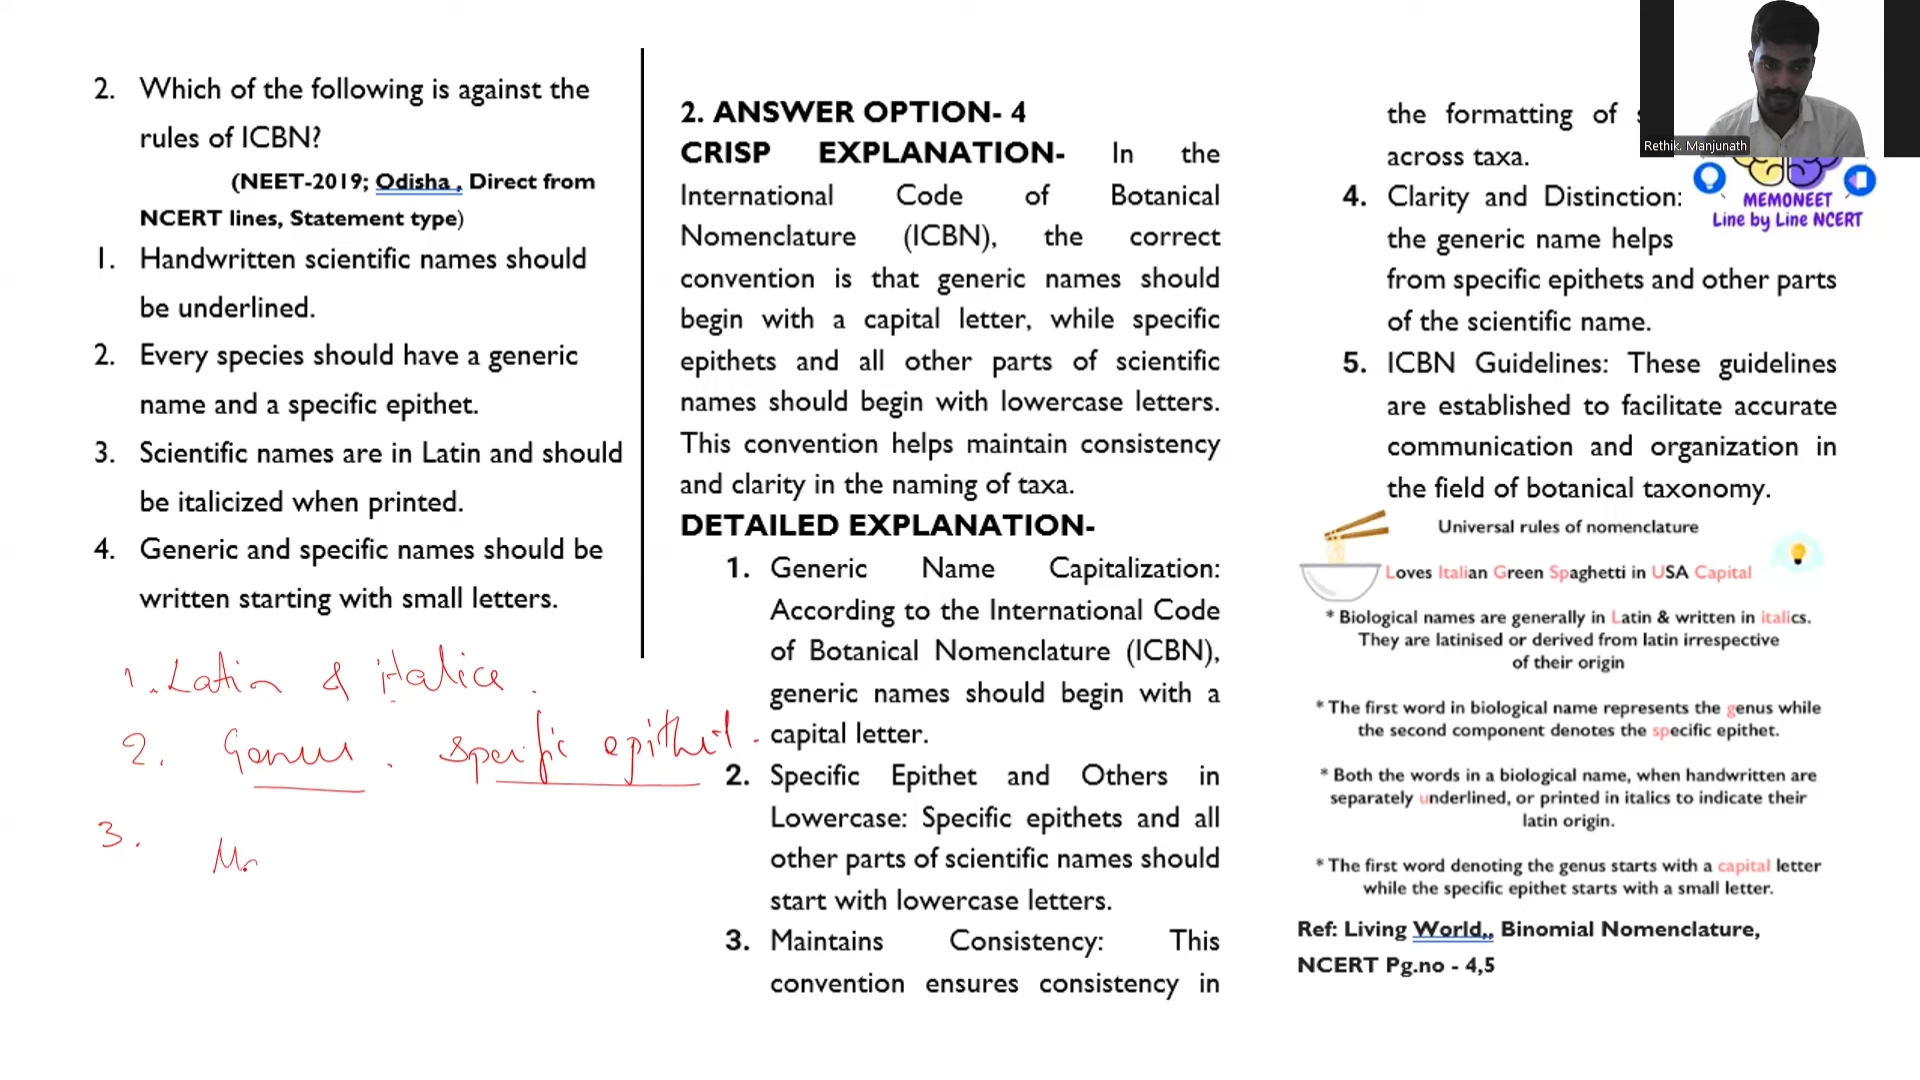 2. Which of the following is against the
rules of ICBN?
(NEET-2019; Odisha , Direct from
NCERT lines, Statement type)
1. Handwritten scientific names should
be underlined.
2. Every species should have a generic
name and a specific epithet.
3. Scientific names are in Latin and should
be italicized when printed.
4. Generic and specific names should be
written starting with small letters.
1. Latin & italics.
2. Genus. Specific epithet.
3.
2. ANSWER OPTION- 4
CRISP EXPLANATION- In the
International Code of Botanical
Nomenclature (ICBN), the correct
convention is that generic names should
begin with a capital letter, while specific
epithets and all other parts of scientific
names should begin with lowercase letters.
This convention helps maintain consistency
and clarity in the naming of taxa.
DETAILED EXPLANATION-
1. Generic Name Capitalization:
According to the International Code
of Botanical Nomenclature (ICBN),
generic names should begin with a
capital letter.
2. Specific Epithet and Others in
Lowercase: Specific epithets and all
other parts of scientific names should
start with lowercase letters.
3. Maintains Consistency: This
convention ensures consistency in
the formatting of
across taxa.
4. Clarity and Distinction:
the generic name helps
from specific epithets and other parts
of the scientific name.
5. ICBN Guidelines: These guidelines
are established to facilitate accurate
communication and organization in
the field of botanical taxonomy.
Universal rules of nomenclature
Loves Italian Green Spaghetti in USA Capital
* Biological names are generally in Latin & written in italics.
They are latinised or derived from latin irrespective
of their origin
* The first word in biological name represents the genus while
the second component denotes the specific epithet.
* Both the words in a biological name, when handwritten are
separately underlined, or printed in italics to indicate their
latin origin.
* The first word denoting the genus starts with a capital letter
while the specific epithet starts with a small letter.
Ref: Living World,, Binomial Nomenclature,
NCERT Pg.no - 4,5
Rethik. Manjunath
MEMONEET
Line by Line NCERT